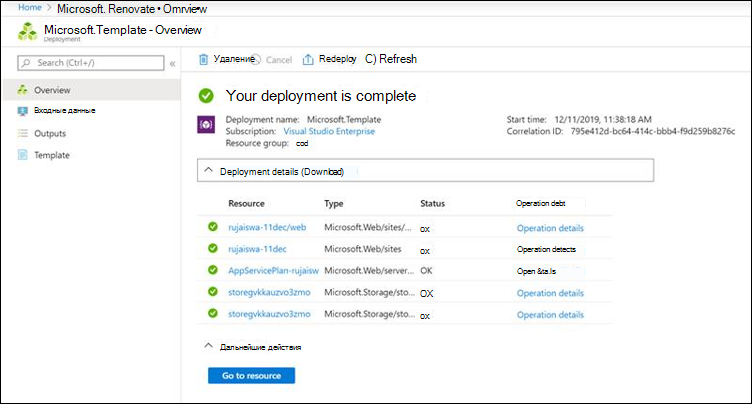 Home > Microsoft. Renovate • Omrview
Microsoft.Template - Overview
Deployment
Search (Ctrl+/) «
Overview
Входные данные
Outputs
Template
Удаление Cancel Redeploy C) Refresh
Your deployment is complete
Deployment name: Microsoft.Template
Subscription: Visual Studio Enterprise
Resource group: cod
Start time: 12/11/2019, 11:38:18 AM
Correlation ID: 795e412d-bc64-414c-bbb4-f9d259b8276c
Deployment details (Download)
Resource Type Status Operation debt
rujaiswa-11dec/web Microsoft.Web/sites/... ox Operation details
rujaiswa-11dec Microsoft.Web/sites ox Operation detects
AppServicePlan-rujaisw Microsoft.Web/server... OK Open &ta.ls
storegvkkauzvo3zmo Microsoft.Storage/sto... OX Operation details
storegvkkauzvo3zmo Microsoft.Storage/sto... ox Operation details
Дальнейшие действия
Go to resource